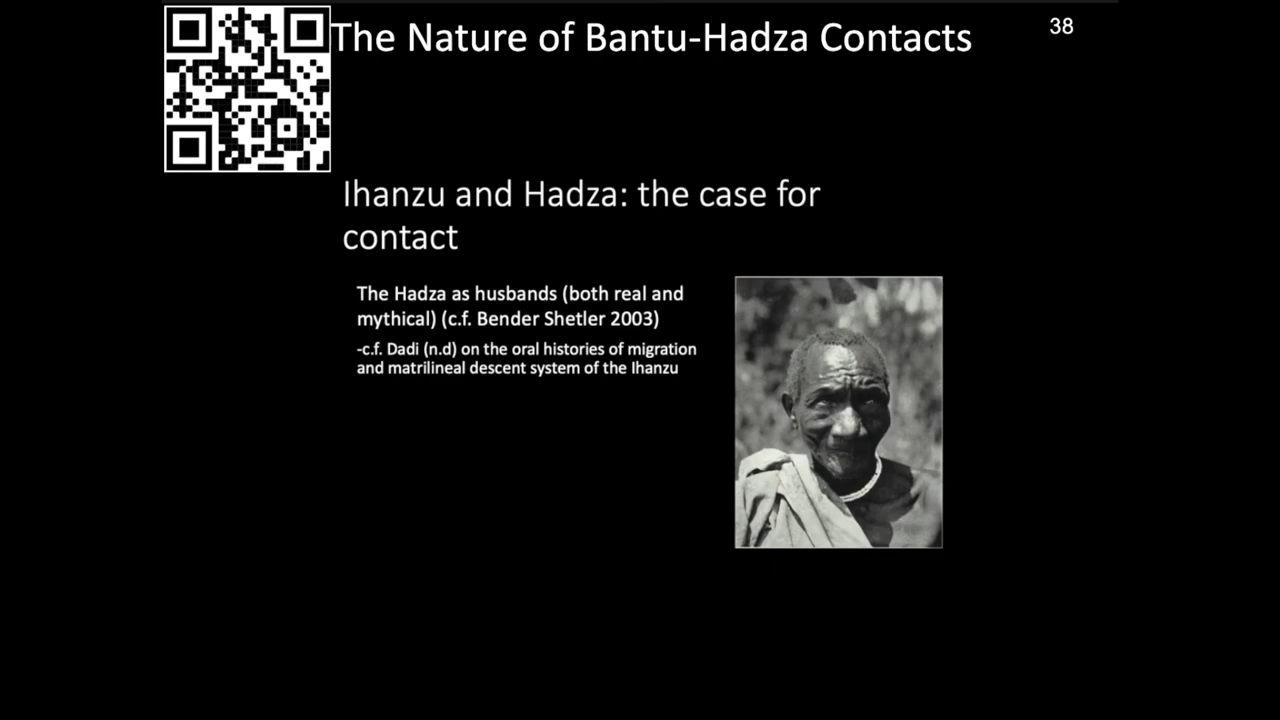 The Nature of Bantu-Hadza Contacts
38
Ihanzu and Hadza: the case for
contact
The Hadza as husbands (both real and
mythical) (c.f. Bender Shetler 2003)
-c.f. Dadi (n.d) on the oral histories of migration
and matrilineal descent system of the Ihanzu